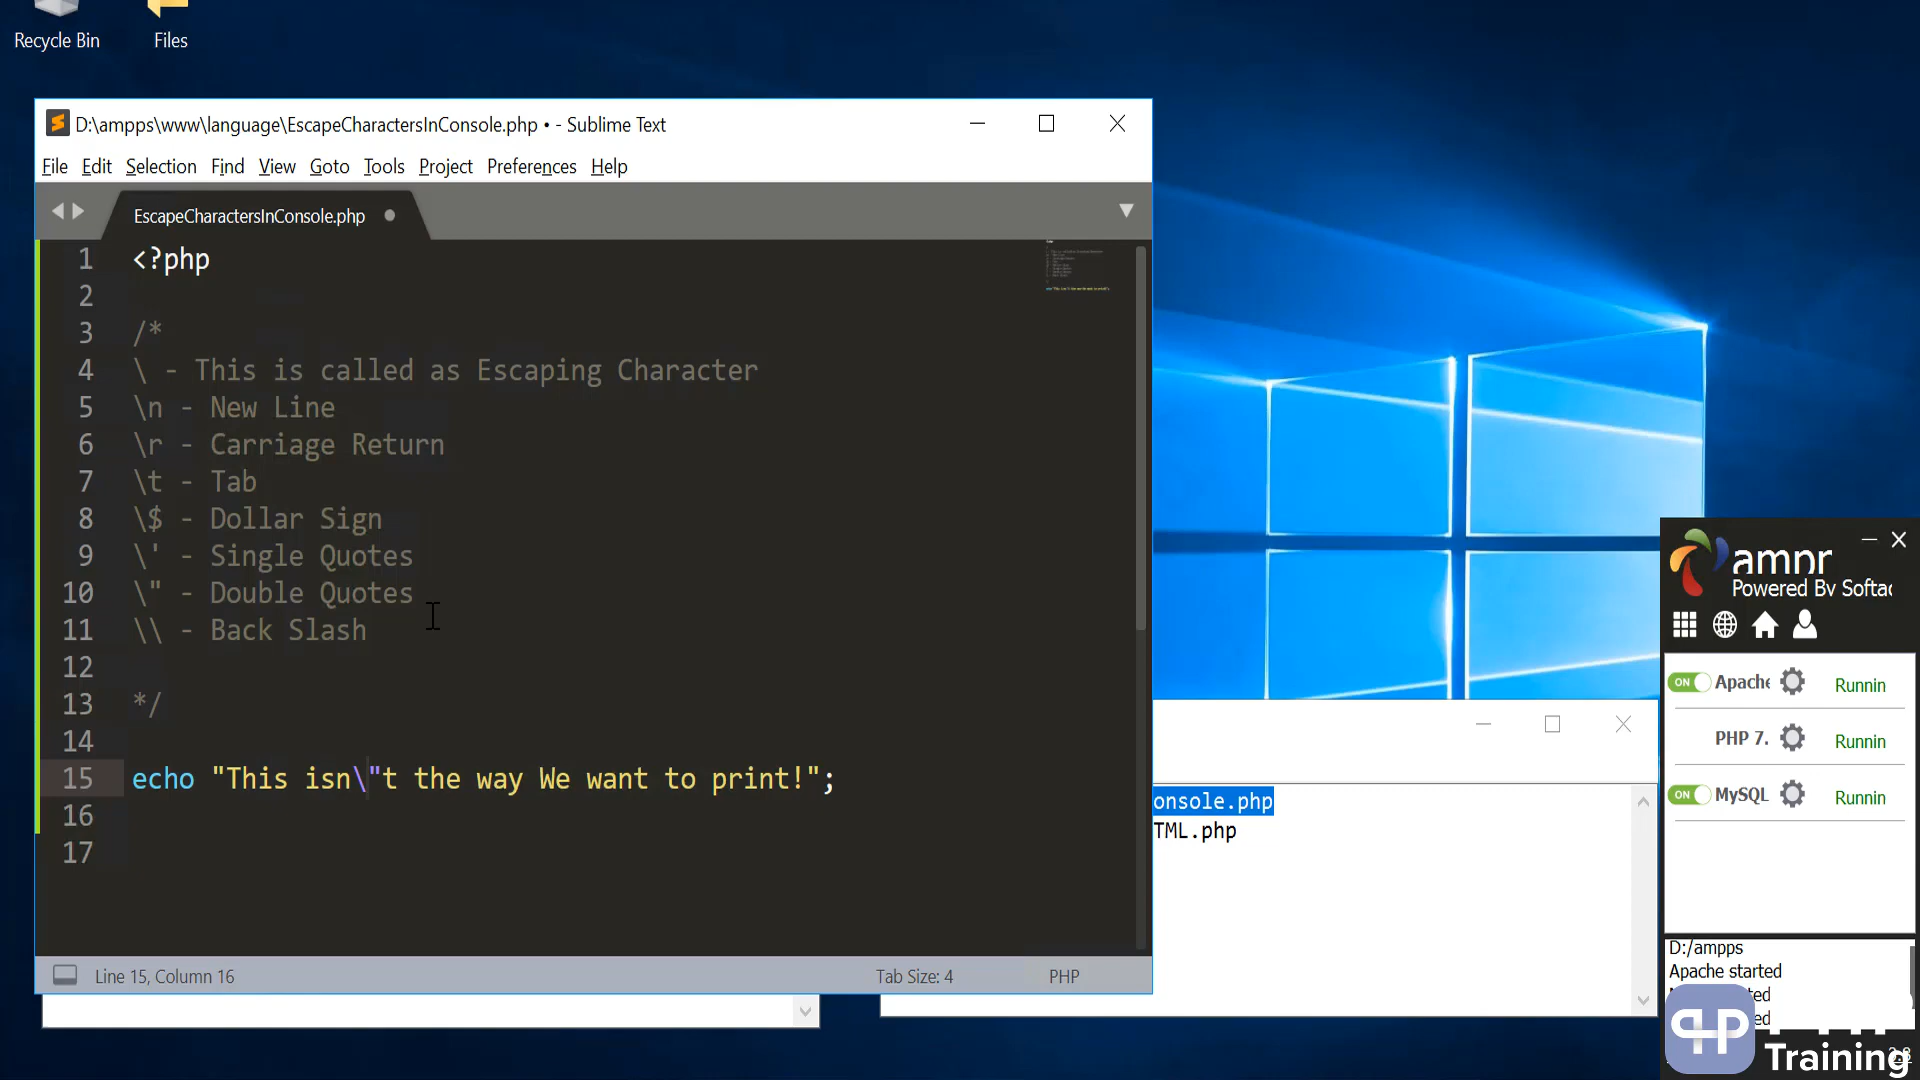 Recycle Bin
Files
D:\ampps\www\language\EscapeCharactersInConsole.php • - Sublime Text
File Edit Selection Find View Goto Tools Project Preferences Help
EscapeCharactersInConsole.php
1 <?php
2
3 /*
4 \ - This is called as Escaping Character
5 \n - New Line
6 \r - Carriage Return
7 \t - Tab
8 \$ - Dollar Sign
9 \' - Single Quotes
10 \" - Double Quotes
11 \\ - Back Slash
12
13 */
14
15 echo "This isn\"t the way We want to print!";
16
17
Line 15, Column 16
Tab Size: 4
PHP
onsole.php
TML.php
Powered By Softac
ON Apache Runnin
PHP 7. Runnin
ON MySQL Runnin
D:/ampps
Apache started
ted
ed
Training